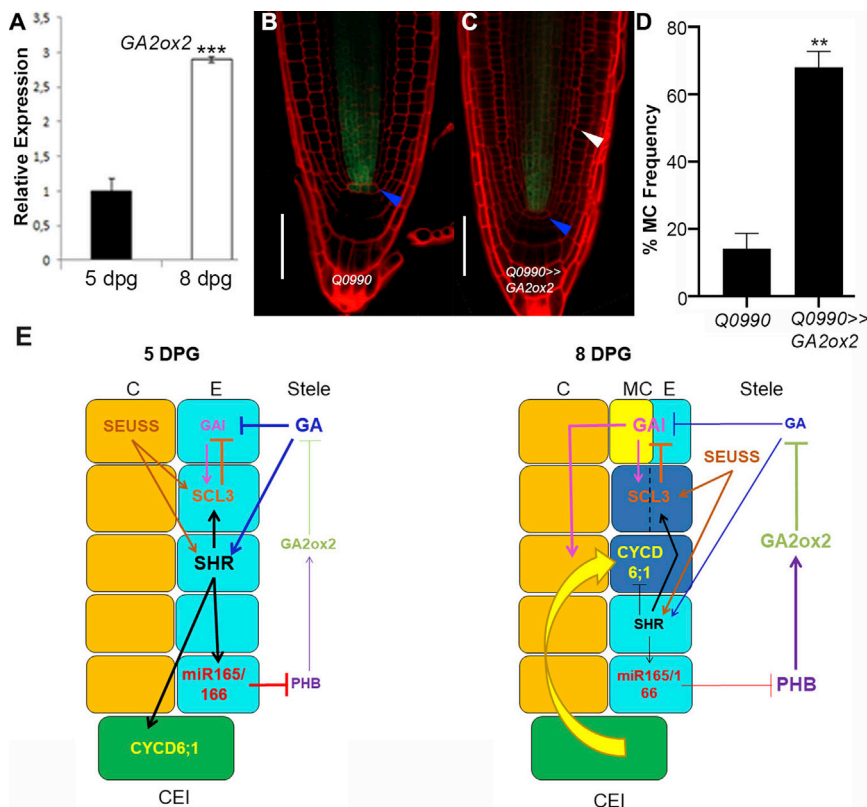 A
GA2ox2
***
Relative Expression
3,5
3
2,5
2
1,5
1
0,5
0
5 dpg
8 dpg
B
Q0990
C
Q0990>>
GA2ox2
D
**
% MC Frequency
80
60
40
20
0
Q0990
Q0990>>
GA2ox2
E
5 DPG
C
E
Stele
SEUSS
GAI
GA
SCL3
SHR
GA2ox2
miR165/
166
PHB
CYCD6;1
CEI
8 DPG
C
MC
E
Stele
GAI
GA
SEUSS
SCL3
CYCD
6;1
GA2ox2
SHR
miR165/1
66
PHB
CEI